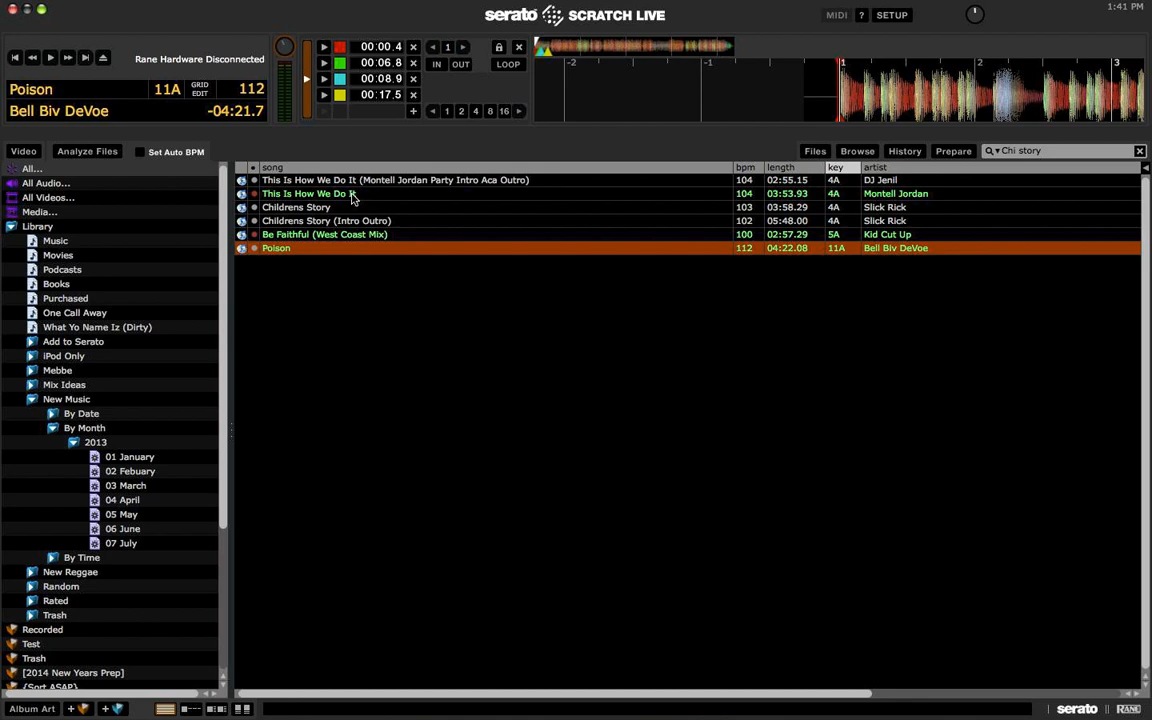 serato SCRATCH LIVE
MIDI ? SETUP
1:41 PM
Rane Hardware Disconnected
Poison 11A GRID EDIT 112
Bell Biv DeVoe -04:21.7
00:00.4
00:06.8
00:08.9
00:17.5
1
IN OUT LOOP
1 2 4 8 16
-2 -1 1 2 3
Video Analyze Files Set Auto BPM
Files Browse History Prepare Chi story
song bpm length key artist
This Is How We Do It (Montell Jordan Party Intro Aca Outro) 104 02:55.15 4A DJ Jenil
This Is How We Do It 104 03:53.93 4A Montell Jordan
Childrens Story 103 03:58.29 4A Slick Rick
Childrens Story (Intro Outro) 102 05:48.00 4A Slick Rick
Be Faithful (West Coast Mix) 100 02:57.29 5A Kid Cut Up
Poison 112 04:22.08 11A Bell Biv DeVoe
All...
All Audio...
All Videos...
Media...
Library
Music
Movies
Podcasts
Books
Purchased
One Call Away
What Yo Name Iz (Dirty)
Add to Serato
iPod Only
Mebbe
Mix Ideas
New Music
By Date
By Month
2013
01 January
02 Febuary
03 March
04 April
05 May
06 June
07 July
By Time
New Reggae
Random
Rated
Trash
Recorded
Test
Trash
[2014 New Years Prep]
{Sort ASAP}
Album Art
serato RANE